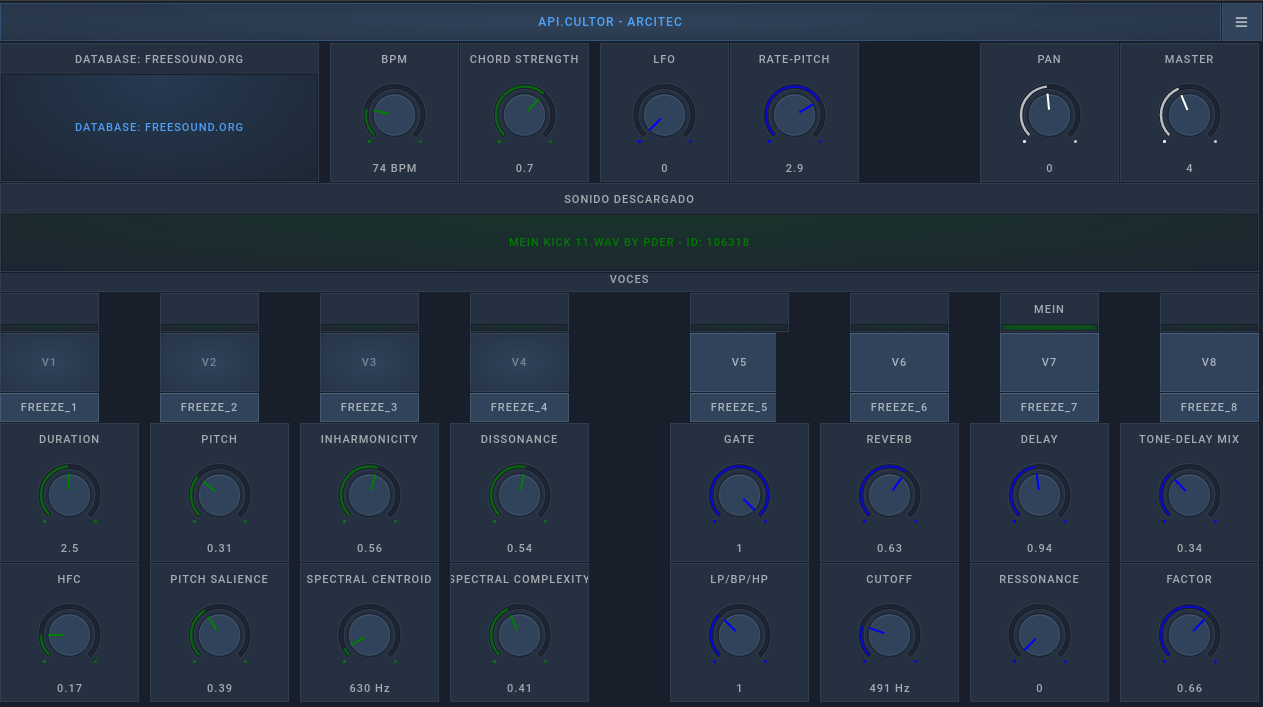 API.CULTOR - ARCITEC
DATABASE: FREESOUND.ORG
BPM
CHORD STRENGTH
LFO
RATE-PITCH
PAN
MASTER
DATABASE: FREESOUND.ORG
74 BPM
0.7
0
2.9
0
4
SONIDO DESCARGADO
MEIN KICK 11.WAV BY PDER - ID: 106318
VOCES
MEIN
V1
V2
V3
V4
V5
V6
V7
V8
FREEZE_1
FREEZE_2
FREEZE_3
FREEZE_4
FREEZE_5
FREEZE_6
FREEZE_7
FREEZE_8
DURATION
PITCH
INHARMONICITY
DISSONANCE
GATE
REVERB
DELAY
TONE-DELAY MIX
2.5
0.31
0.56
0.54
1
0.63
0.94
0.34
HFC
PITCH SALIENCE
SPECTRAL CENTROID
SPECTRAL COMPLEXITY
LP/BP/HP
CUTOFF
RESSONANCE
FACTOR
0.17
0.39
630 Hz
0.41
1
491 Hz
0
0.66